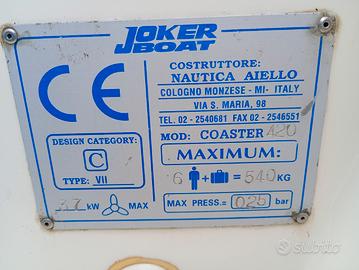 JOKER
BOAT
CE
COSTRUTTORE:
NAUTICA AIELLO
COLOGNO MONZESE - MI- ITALY
VIA S. MARIA, 98
TEL. 02 - 2540681 FAX 02 - 2546551
MOD: COASTER 420
DESIGN CATEGORY:
C
TYPE: VII
MAXIMUM:
6 + = 540 KG
37 kW MAX PRESS.= 025 bar
subito